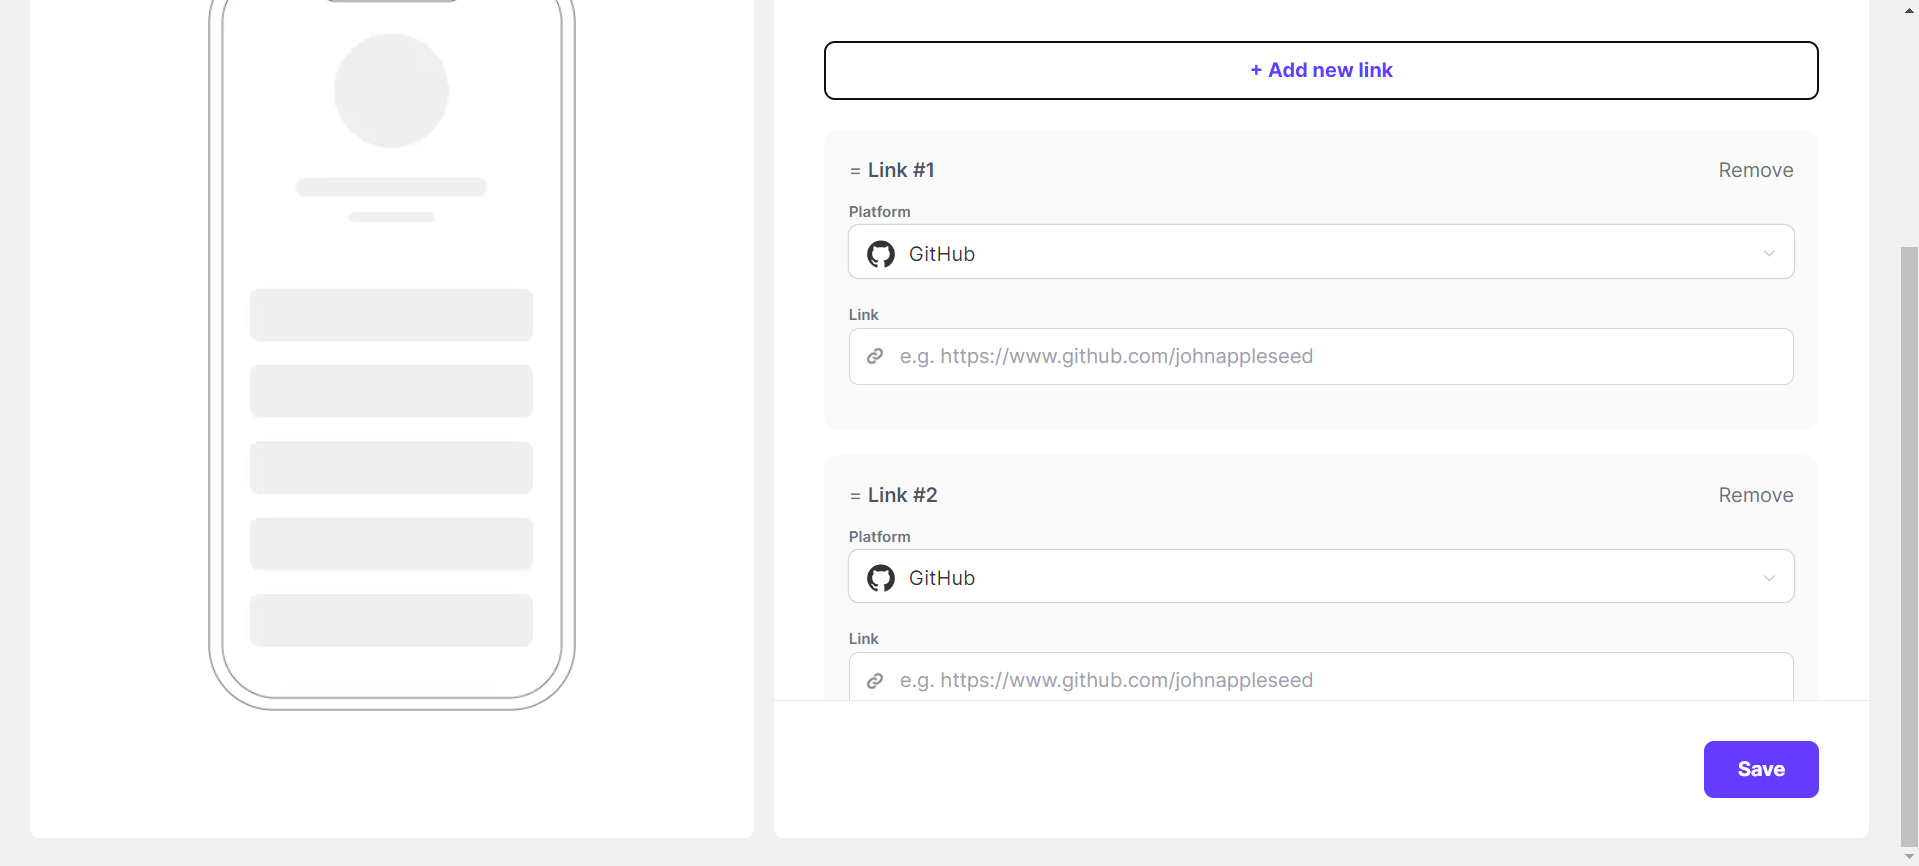 + Add new link
= Link #1
Remove
Platform
GitHub
Link
e.g. https://www.github.com/johnappleseed
= Link #2
Remove
Platform
GitHub
Link
e.g. https://www.github.com/johnappleseed
Save